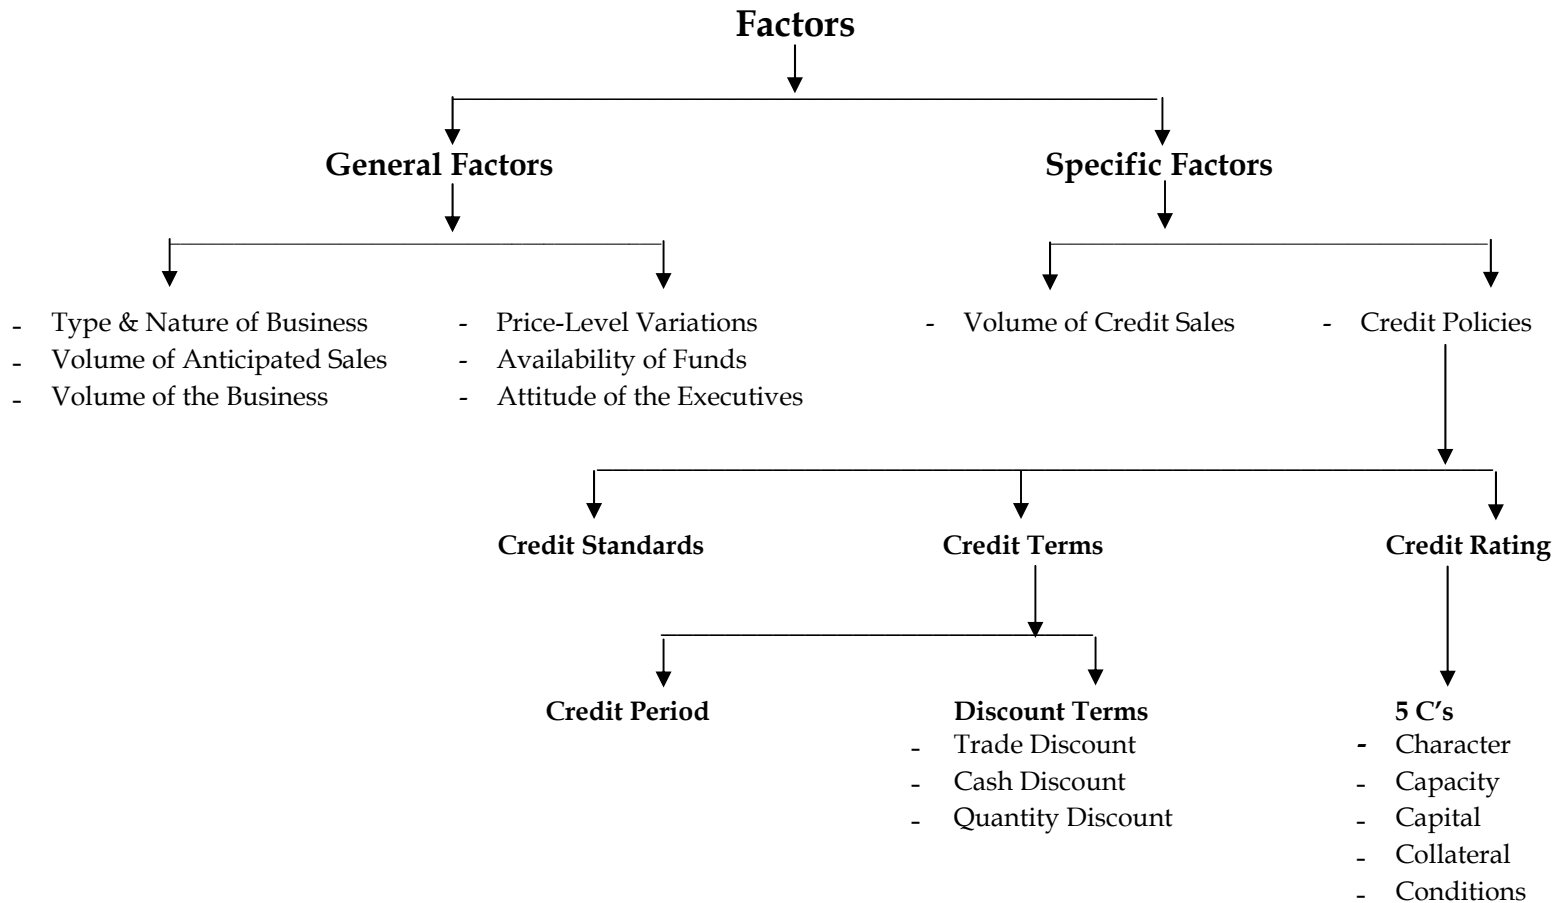 Factors
General Factors
Specific Factors
- Type & Nature of Business
- Volume of Anticipated Sales
- Volume of the Business
- Price-Level Variations
- Availability of Funds
- Attitude of the Executives
- Volume of Credit Sales
- Credit Policies
Credit Standards
Credit Terms
Credit Rating
Credit Period
Discount Terms
- Trade Discount
- Cash Discount
- Quantity Discount
5 C’s
- Character
- Capacity
- Capital
- Collateral
- Conditions